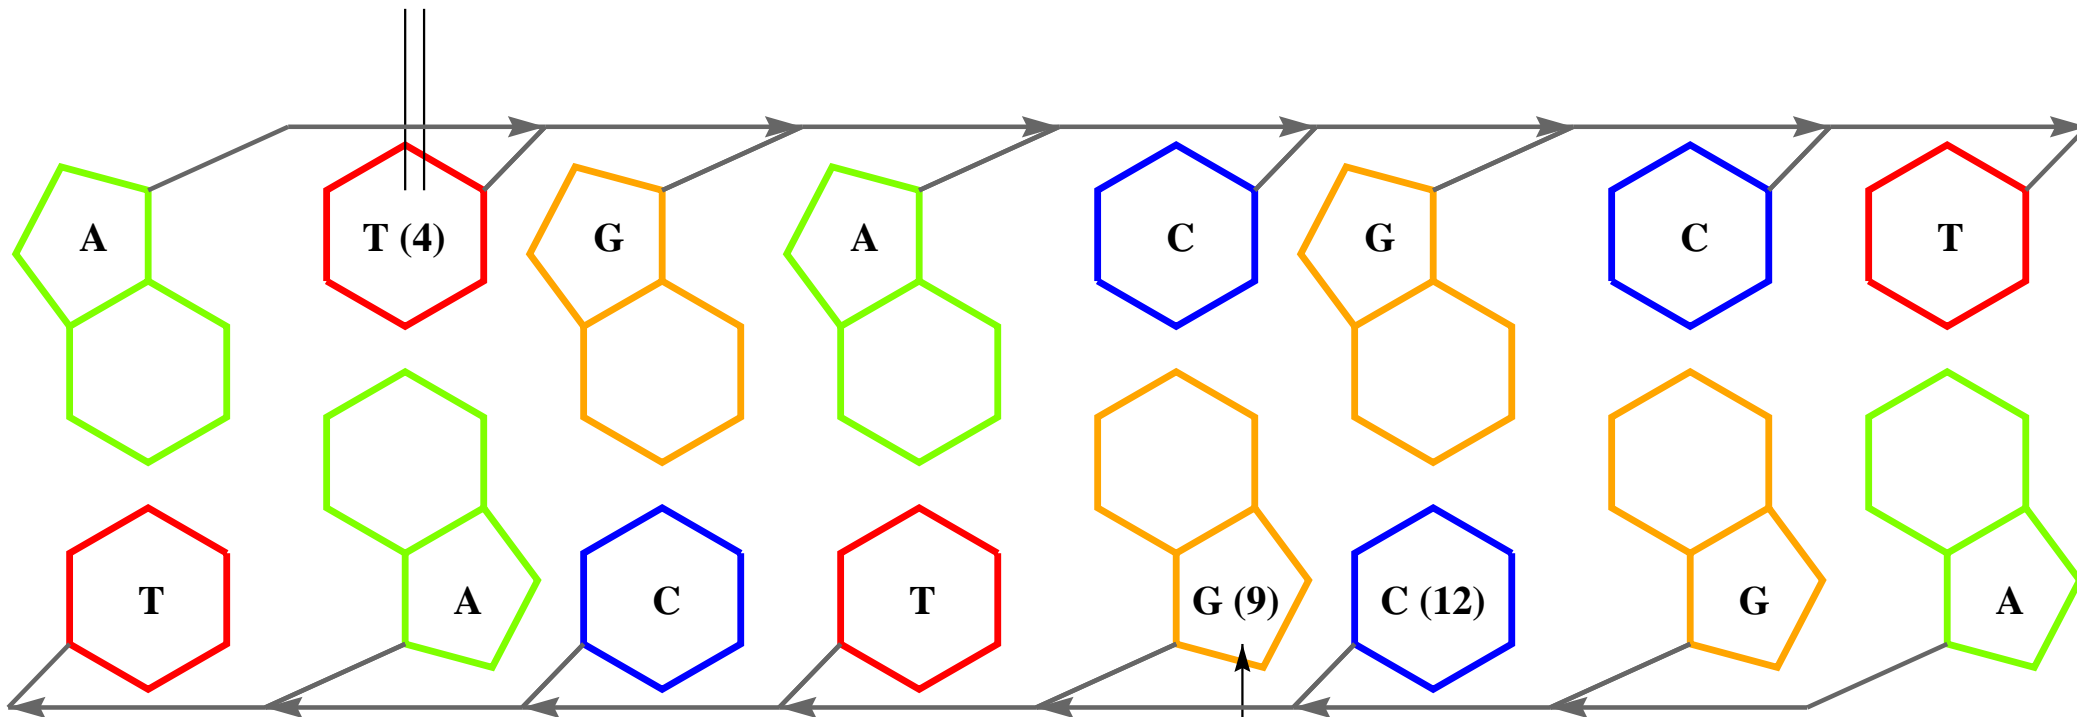 A T (4) G A C G C T
T A C T G (9) C (12) G A